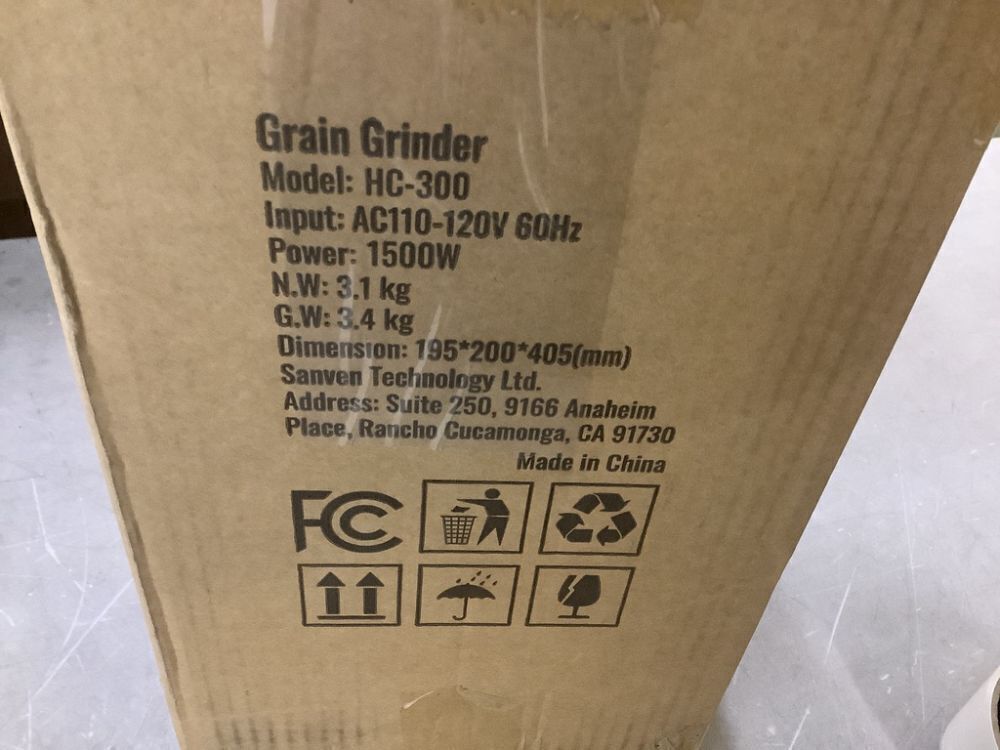 Grain Grinder
Model: HC-300
Input: AC110-120V 60Hz
Power: 1500W
N.W: 3.1 kg
G.W: 3.4 kg
Dimension: 195*200*405(mm)
Sanven Technology Ltd.
Address: Suite 250, 9166 Anaheim
Place, Rancho Cucamonga, CA 91730
Made in China
FC